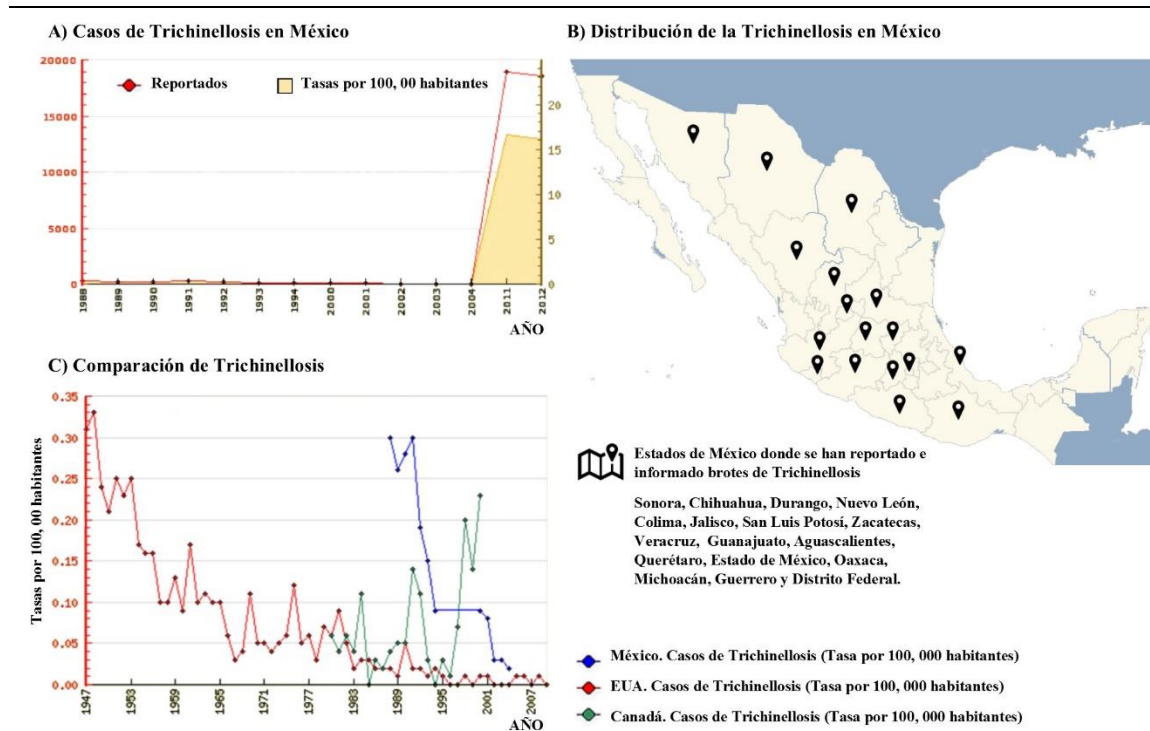 A) Casos de Trichinellosis en México
20000
15000
10000
5000
0
Reportados
Tasas por 100, 00 habitantes
20
15
10
5
0
1988
1989
1990
1991
1992
1993
1994
2000
2001
2002
2003
2004
2011
2012
AÑO
B) Distribución de la Trichinellosis en México
Estados de México donde se han reportado e
informado brotes de Trichinellosis
Sonora, Chihuahua, Durango, Nuevo León,
Colima, Jalisco, San Luis Potosí, Zacatecas,
Veracruz, Guanajuato, Aguascalientes,
Querétaro, Estado de México, Oaxaca,
Michoacán, Guerrero y Distrito Federal.
C) Comparación de Trichinellosis
Tasas por 100, 00 habitantes
0.35
0.30
0.25
0.20
0.15
0.10
0.05
0.00
1947
1953
1959
1965
1971
1977
1983
1989
1995
2001
2007
AÑO
México. Casos de Trichinellosis (Tasa por 100, 000 habitantes)
EUA. Casos de Trichinellosis (Tasa por 100, 000 habitantes)
Canadá. Casos de Trichinellosis (Tasa por 100, 000 habitantes)